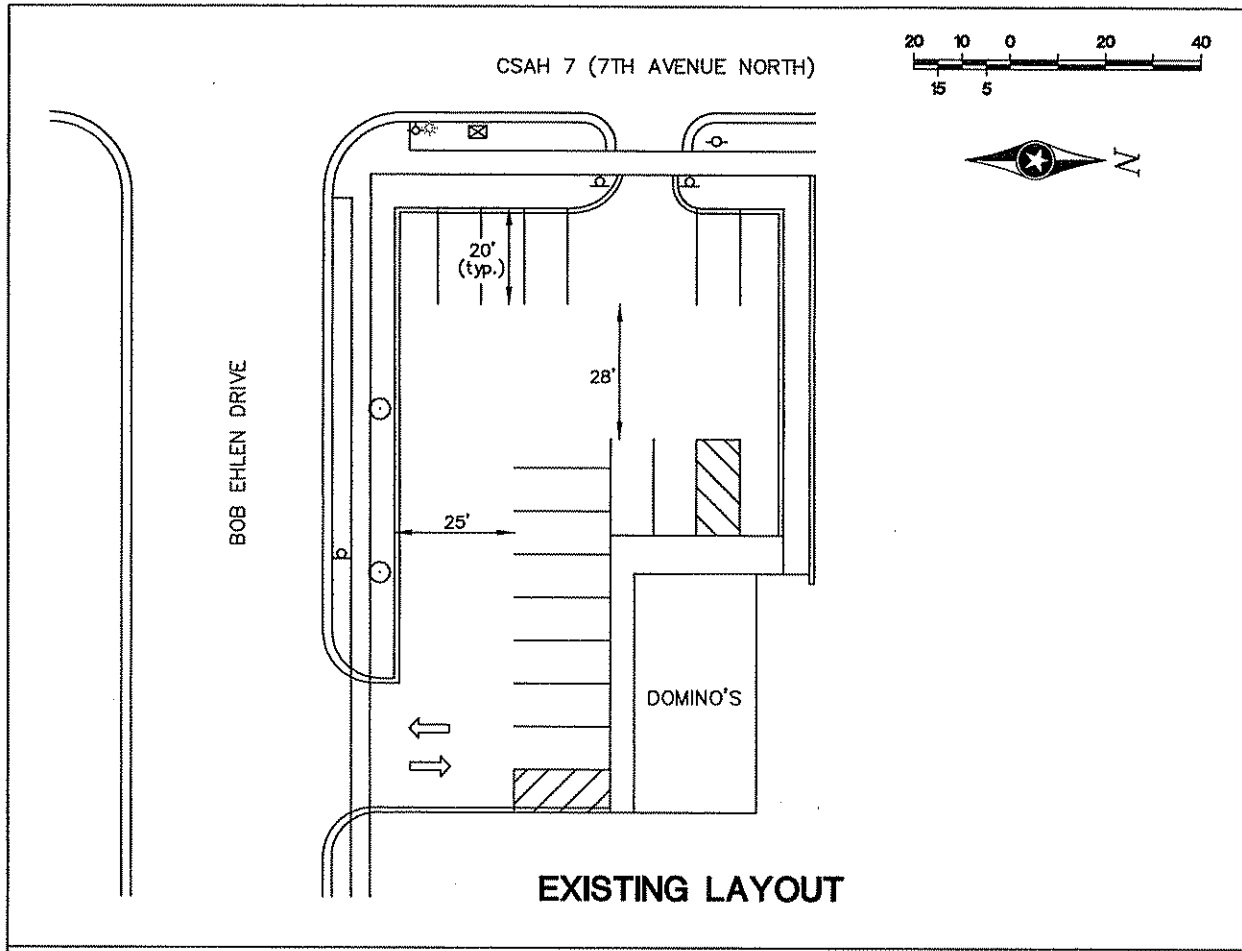 CSAH 7 (7TH AVENUE NORTH)
20 10 0 20 40
15 5
N
20'
(typ.)
28'
BOB EHLEN DRIVE
25'
DOMINO'S
EXISTING LAYOUT